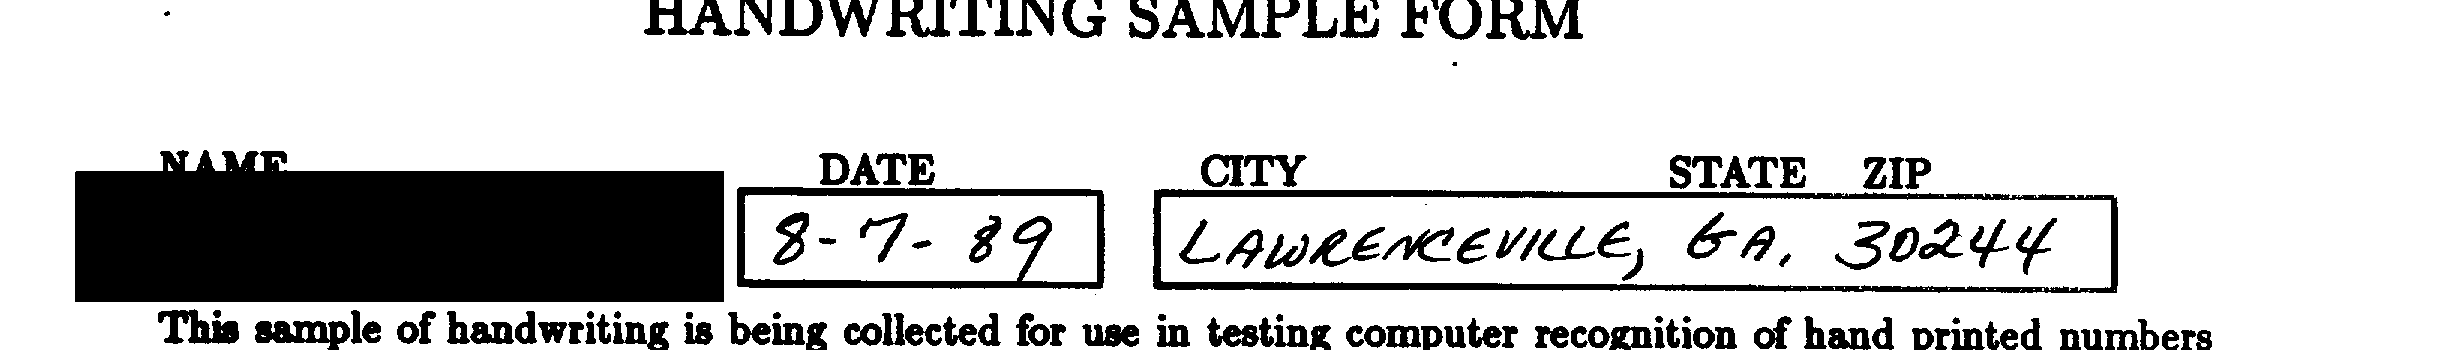 HANDWRITING SAMPLE FORM
NAME DATE CITY STATE ZIP
8-7-89 LAWRENCEVILLE, GA. 30244
This sample of handwriting is being collected for use in testing computer recognition of hand printed numbers